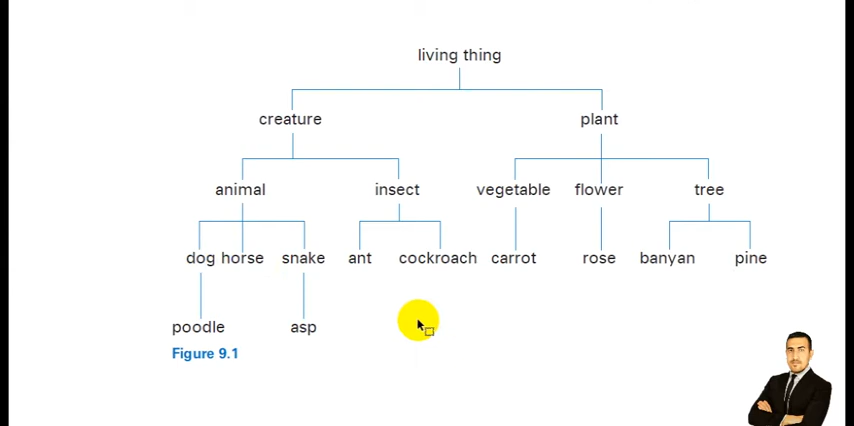 living thing
creature plant
animal insect vegetable flower tree
dog horse snake ant cockroach carrot rose banyan pine
poodle asp
Figure 9.1